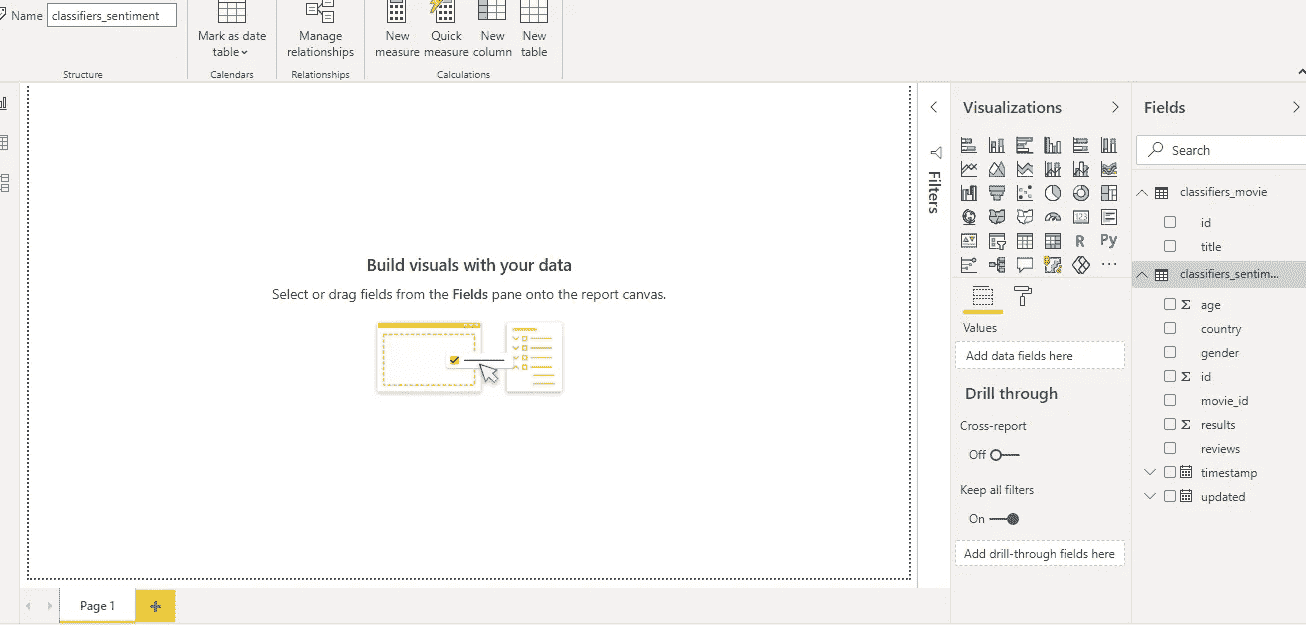 Name classifiers_sentiment
Mark as date
table
Manage
relationships
New
measure
Quick
measure
New
column
New
table
Structure
Calendars
Relationships
Calculations
Build visuals with your data
Select or drag fields from the Fields pane onto the report canvas.
Page 1
Filters
Visualizations
123
R
Py
Values
Add data fields here
Drill through
Cross-report
Off
Keep all filters
On
Add drill-through fields here
Fields
Search
classifiers_movie
id
title
classifiers_sentim...
Σ age
country
gender
Σ id
movie_id
Σ results
reviews
timestamp
updated